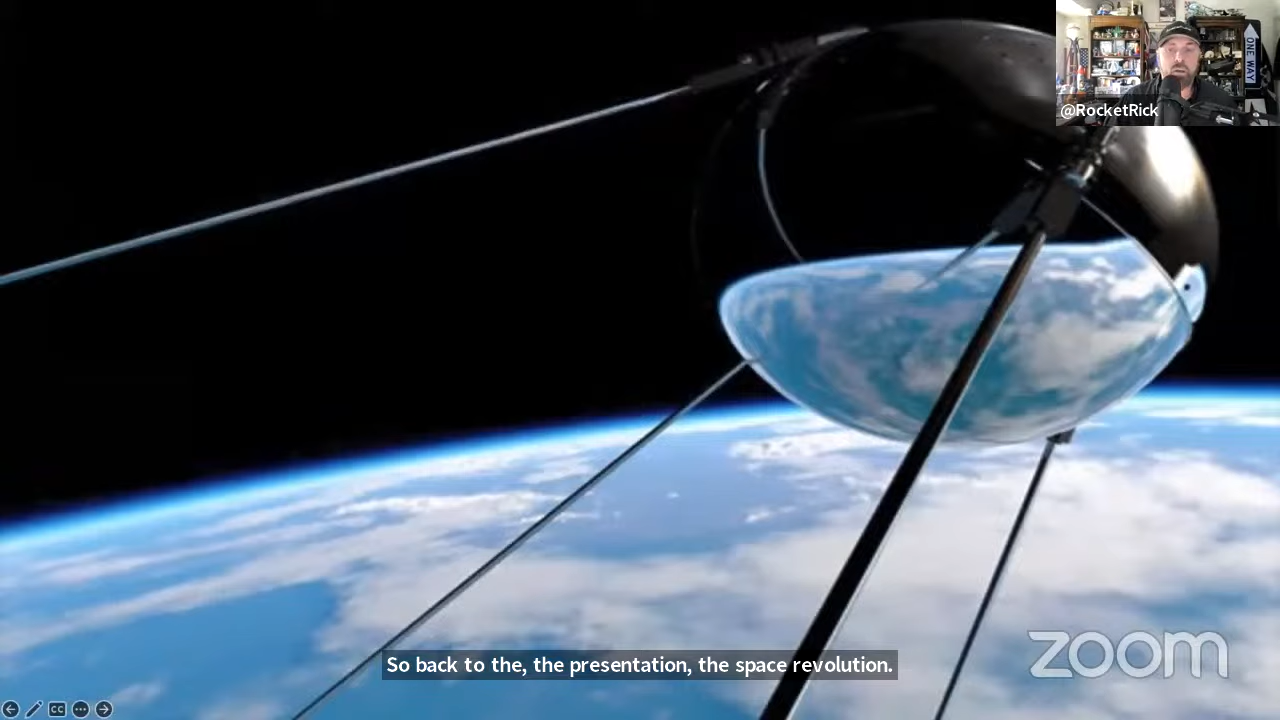 ONE WAY
@RocketRick
So back to the, the presentation, the space revolution.
zoom
CC